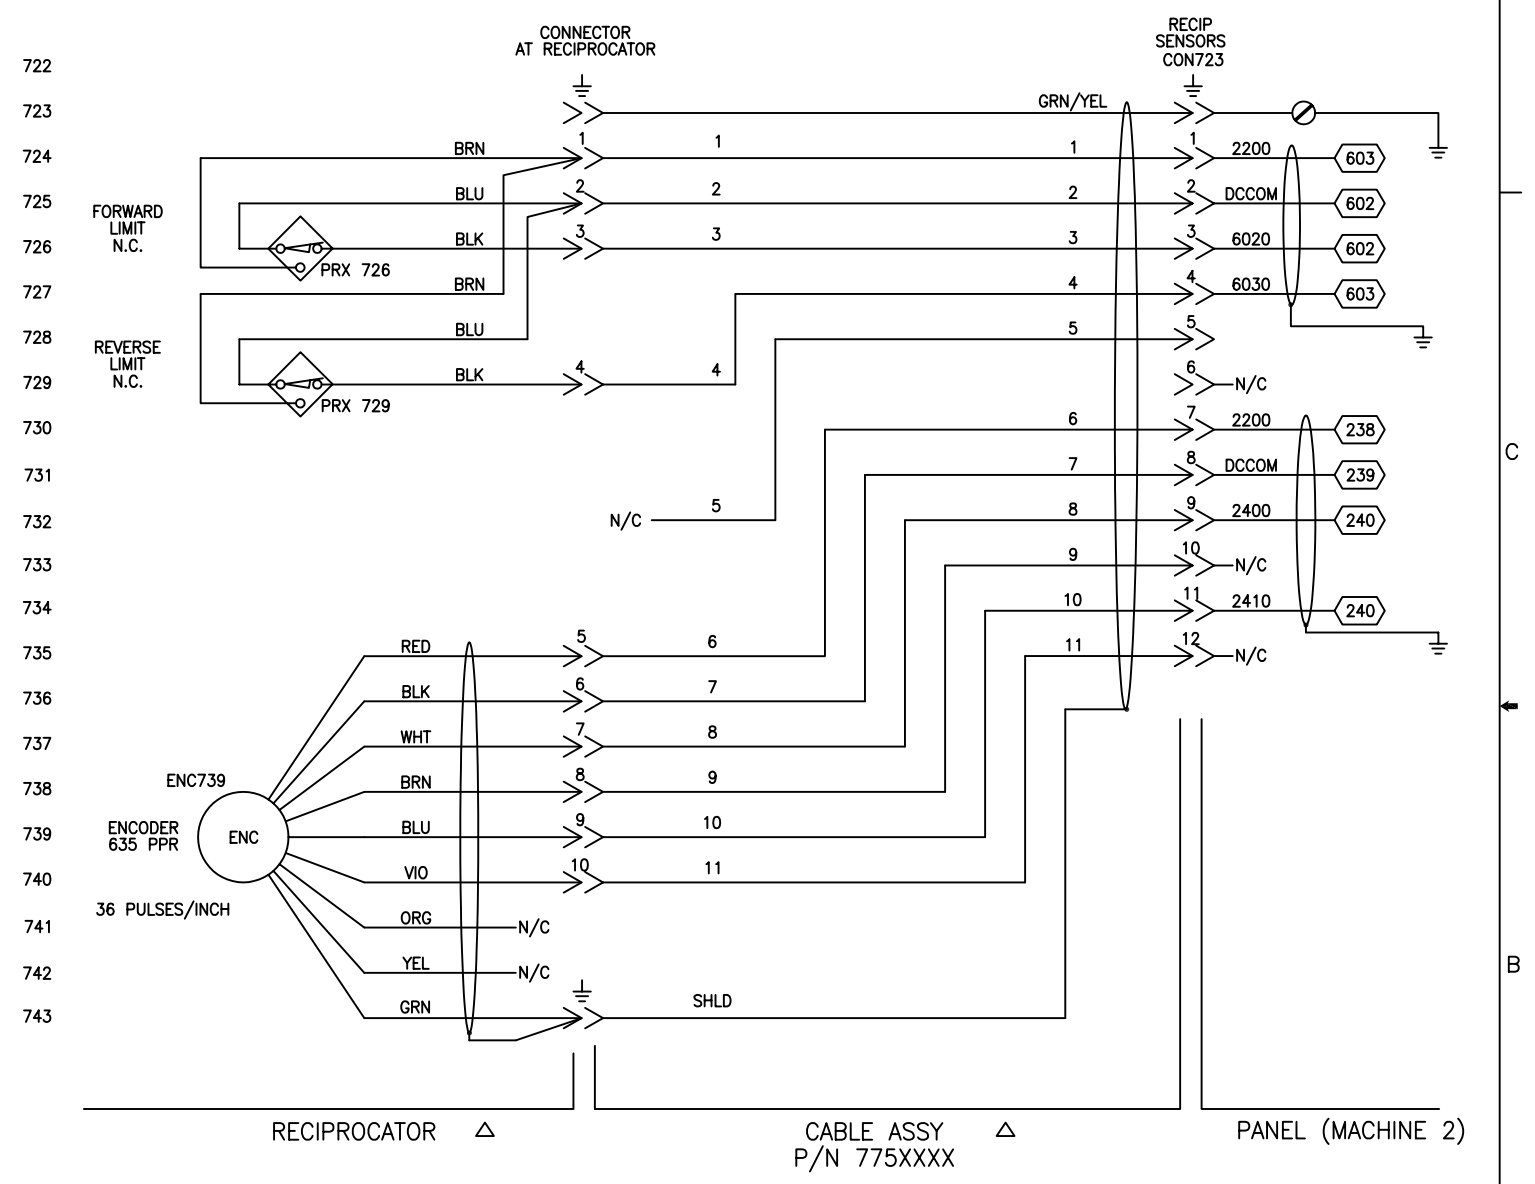 CONNECTOR
AT RECIPROCATOR
RECIP
SENSORS
CON723
722
723 GRN/YEL
724 BRN 1 1 1 1 2200 603
725 BLU 2 2 2 2 DCCOM 602
FORWARD
LIMIT
N.C.
726 BLK 3 3 3 3 6020 602
PRX 726
727 BRN 4 4 6030 603
728 BLU 5 5
REVERSE
LIMIT
N.C.
729 BLK 4 4 6 N/C
PRX 729
730 6 7 2200 238
731 7 8 DCCOM 239
732 N/C 5 8 9 2400 240
733 9 10 N/C
734 10 11 2410 240
735 RED 5 6 11 12 N/C
736 BLK 6 7
737 WHT 7 8
738 BRN 8 9
ENC739
ENCODER
635 PPR
ENC
739 BLU 9 10
740 VIO 10 11
36 PULSES/INCH
741 ORG N/C
742 YEL N/C
743 GRN SHLD
C
B
RECIPROCATOR
CABLE ASSY
P/N 775XXXX
PANEL (MACHINE 2)